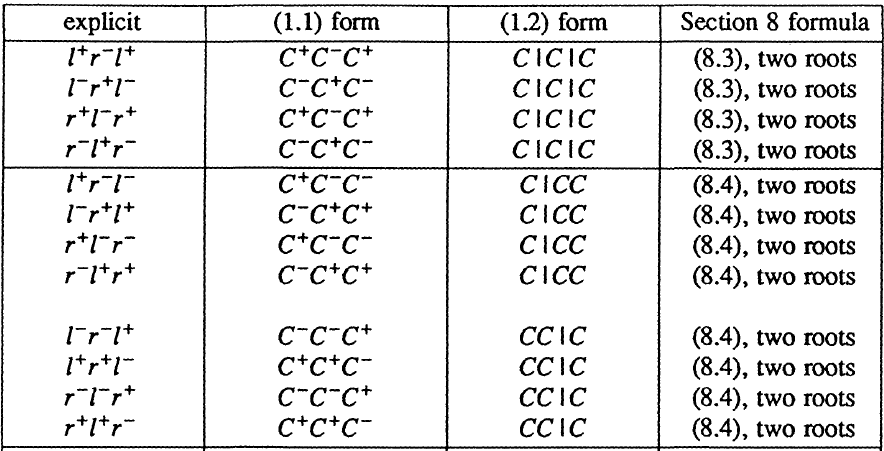 explicit (1.1) form (1.2) form Section 8 formula
l⁺r⁻l⁺ C⁺C⁻C⁺ C|C|C (8.3), two roots
l⁻r⁺l⁻ C⁻C⁺C⁻ C|C|C (8.3), two roots
r⁺l⁻r⁺ C⁺C⁻C⁺ C|C|C (8.3), two roots
r⁻l⁺r⁻ C⁻C⁺C⁻ C|C|C (8.3), two roots
l⁺r⁻l⁻ C⁺C⁻C⁻ C|CC (8.4), two roots
l⁻r⁺l⁺ C⁻C⁺C⁺ C|CC (8.4), two roots
r⁺l⁻r⁻ C⁺C⁻C⁻ C|CC (8.4), two roots
r⁻l⁺r⁺ C⁻C⁺C⁺ C|CC (8.4), two roots
l⁻r⁻l⁺ C⁻C⁻C⁺ CC|C (8.4), two roots
l⁺r⁺l⁻ C⁺C⁺C⁻ CC|C (8.4), two roots
r⁻l⁻r⁺ C⁻C⁻C⁺ CC|C (8.4), two roots
r⁺l⁺r⁻ C⁺C⁺C⁻ CC|C (8.4), two roots